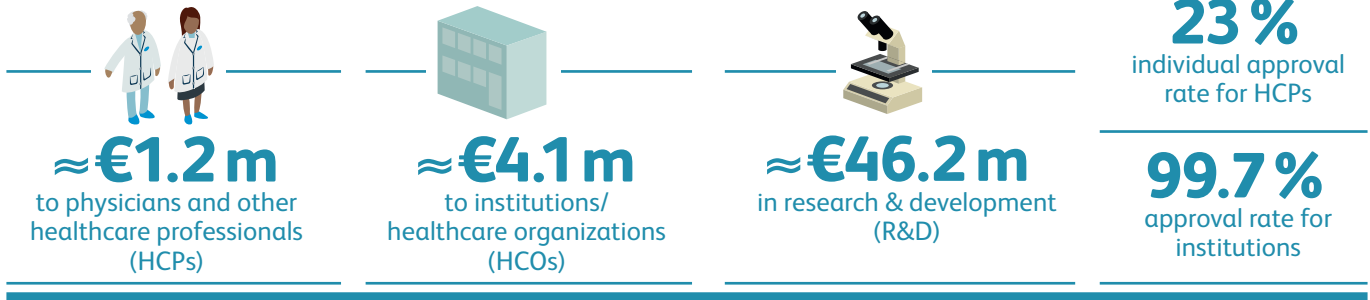 ≈€1.2 m
to physicians and other
healthcare professionals
(HCPs)
≈€4.1 m
to institutions/
healthcare organizations
(HCOs)
≈€46.2 m
in research & development
(R&D)
23 %
individual approval
rate for HCPs
99.7 %
approval rate for
institutions